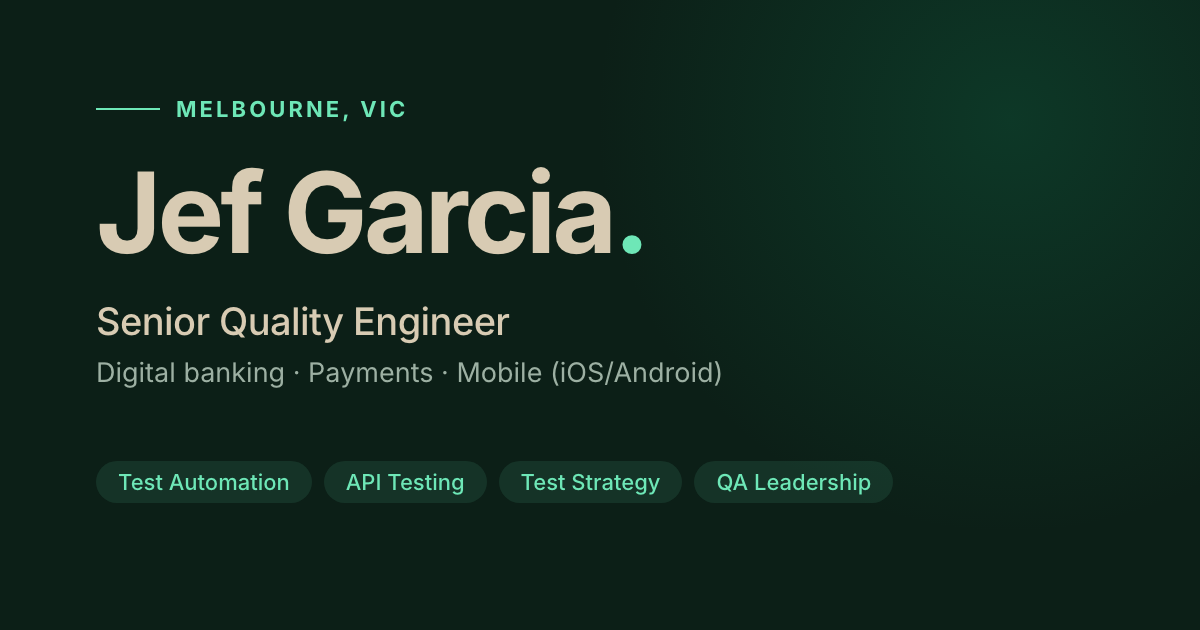 MELBOURNE, VIC
Jef Garcia.
Senior Quality Engineer
Digital banking · Payments · Mobile (iOS/Android)
Test Automation API Testing Test Strategy QA Leadership